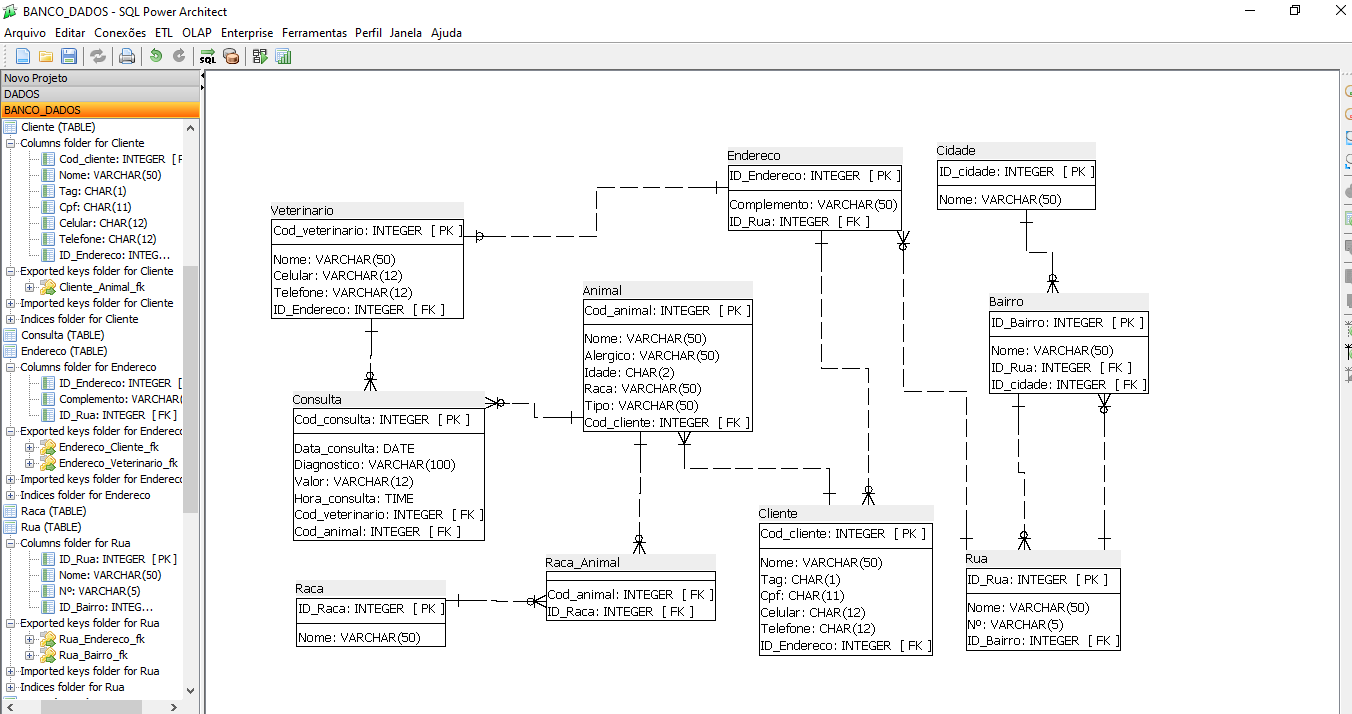 BANCO_DADOS - SQL Power Architect
Arquivo Editar Conexões ETL OLAP Enterprise Ferramentas Perfil Janela Ajuda
SQL
Novo Projeto
DADOS
BANCO_DADOS
Cliente (TABLE)
Columns folder for Cliente
Cod_cliente: INTEGER [ F
Nome: VARCHAR(50)
Tag: CHAR(1)
Cpf: CHAR(11)
Celular: CHAR(12)
Telefone: CHAR(12)
ID_Endereco: INTEG...
Exported keys folder for Cliente
Cliente_Animal_fk
Imported keys folder for Cliente
Indices folder for Cliente
Consulta (TABLE)
Endereco (TABLE)
Columns folder for Endereco
ID_Endereco: INTEGER [
Complemento: VARCHAR(
ID_Rua: INTEGER [ FK ]
Exported keys folder for Enderecc
Endereco_Cliente_fk
Endereco_Veterinario_fk
Imported keys folder for Enderecc
Indices folder for Endereco
Raca (TABLE)
Rua (TABLE)
Columns folder for Rua
ID_Rua: INTEGER [ PK ]
Nome: VARCHAR(50)
Nº: VARCHAR(5)
ID_Bairro: INTEG...
Exported keys folder for Rua
Rua_Endereco_fk
Rua_Bairro_fk
Imported keys folder for Rua
Indices folder for Rua
Veterinario
Cod_veterinario: INTEGER [ PK ]
Nome: VARCHAR(50)
Celular: VARCHAR(12)
Telefone: VARCHAR(12)
ID_Endereco: INTEGER [ FK ]
Endereco
ID_Endereco: INTEGER [ PK ]
Complemento: VARCHAR(50)
ID_Rua: INTEGER [ FK ]
Cidade
ID_cidade: INTEGER [ PK ]
Nome: VARCHAR(50)
Animal
Cod_animal: INTEGER [ PK ]
Nome: VARCHAR(50)
Alergico: VARCHAR(50)
Idade: CHAR(2)
Raca: VARCHAR(50)
Tipo: VARCHAR(50)
Cod_cliente: INTEGER [ FK ]
Bairro
ID_Bairro: INTEGER [ PK ]
Nome: VARCHAR(50)
ID_Rua: INTEGER [ FK ]
ID_cidade: INTEGER [ FK ]
Consulta
Cod_consulta: INTEGER [ PK ]
Data_consulta: DATE
Diagnostico: VARCHAR(100)
Valor: VARCHAR(12)
Hora_consulta: TIME
Cod_veterinario: INTEGER [ FK ]
Cod_animal: INTEGER [ FK ]
Cliente
Cod_cliente: INTEGER [ PK ]
Nome: VARCHAR(50)
Tag: CHAR(1)
Cpf: CHAR(11)
Celular: CHAR(12)
Telefone: CHAR(12)
ID_Endereco: INTEGER [ FK ]
Raca_Animal
Cod_animal: INTEGER [ FK ]
ID_Raca: INTEGER [ FK ]
Raca
ID_Raca: INTEGER [ PK ]
Nome: VARCHAR(50)
Rua
ID_Rua: INTEGER [ PK ]
Nome: VARCHAR(50)
Nº: VARCHAR(5)
ID_Bairro: INTEGER [ FK ]